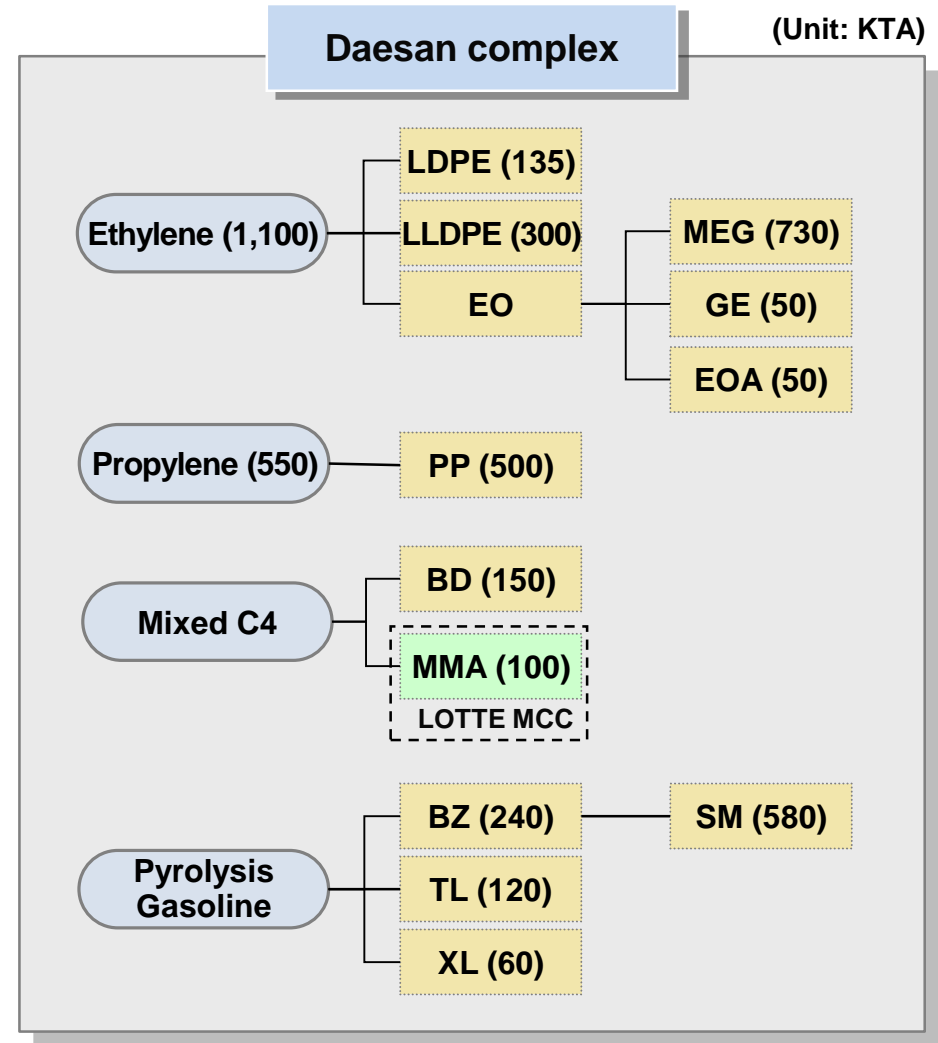 Daesan complex
(Unit: KTA)
Ethylene (1,100)
LDPE (135)
LLDPE (300)
EO
MEG (730)
GE (50)
EOA (50)
Propylene (550)
PP (500)
Mixed C4
BD (150)
MMA (100)
LOTTE MCC
Pyrolysis
Gasoline
BZ (240)
SM (580)
TL (120)
XL (60)